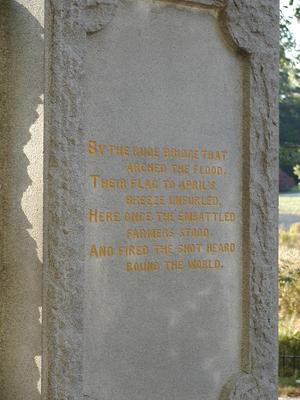 By the rude bridge that
arched the flood,
Their flag to April's
breeze unfurled,
Here once the embattled
farmers stood,
And fired the shot heard
round the world.